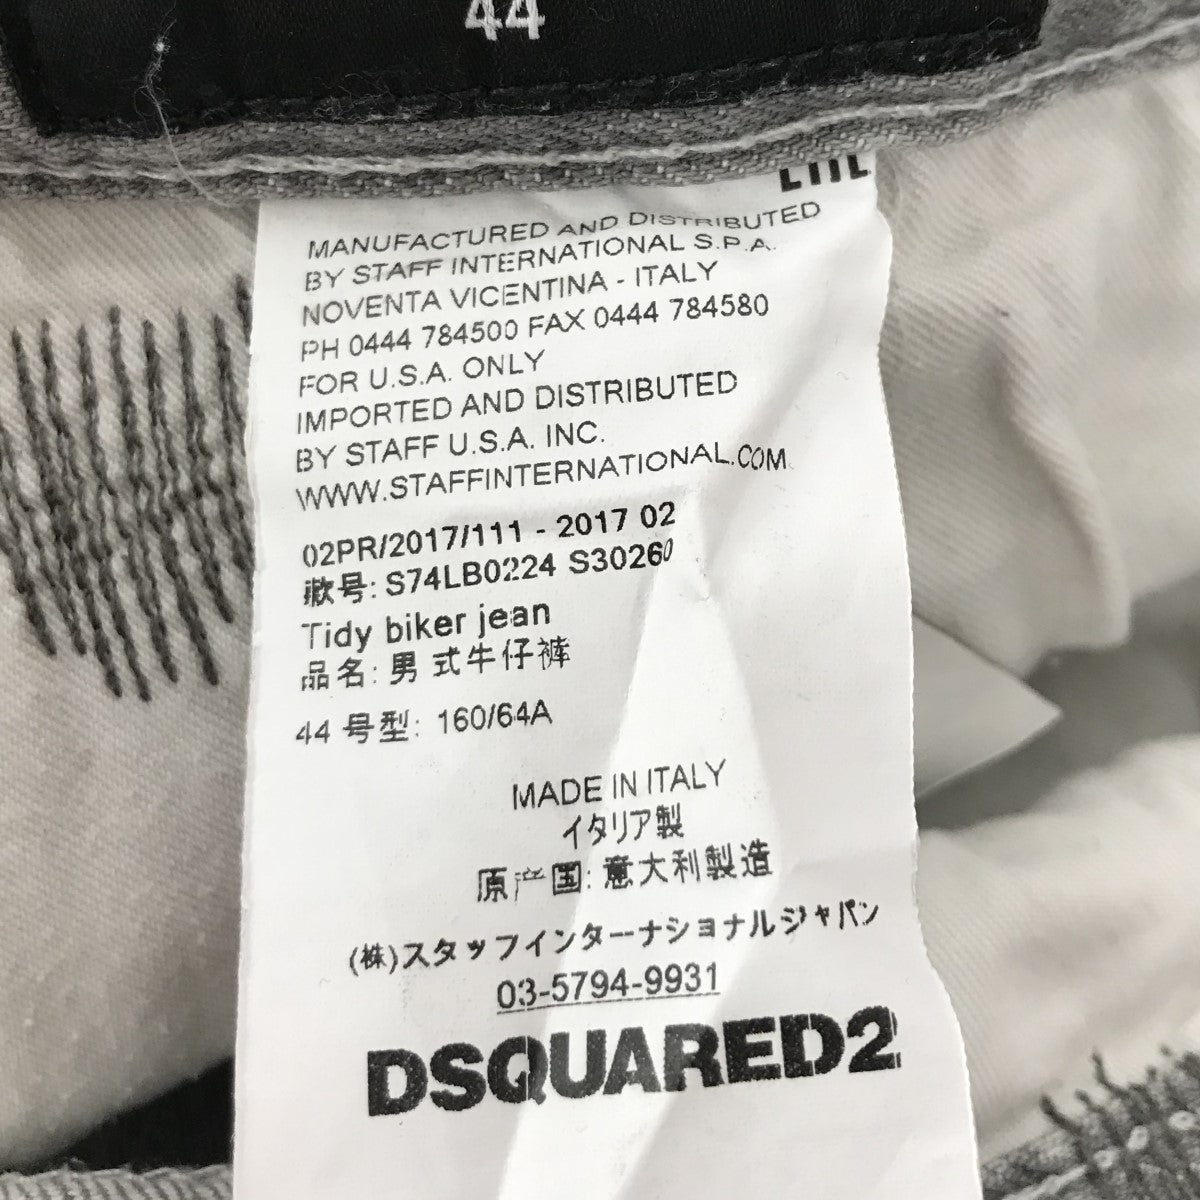 44
MANUFACTURED AND DISTRIBUTED
BY STAFF INTERNATIONAL S.P.A.
NOVENTA VICENTINA - ITALY
PH 0444 784500 FAX 0444 784580
FOR U.S.A. ONLY
IMPORTED AND DISTRIBUTED
BY STAFF U.S.A. INC.
WWW.STAFFINTERNATIONAL.COM
02PR/2017/111 - 2017 02
款号: S74LB0224 S30260
Tidy biker jean
品名: 男式牛仔裤
44 号型: 160/64A
MADE IN ITALY
イタリア製
原产国: 意大利製造
(株)スタッフインターナショナルジャパン
03-5794-9931
DSQUARED2